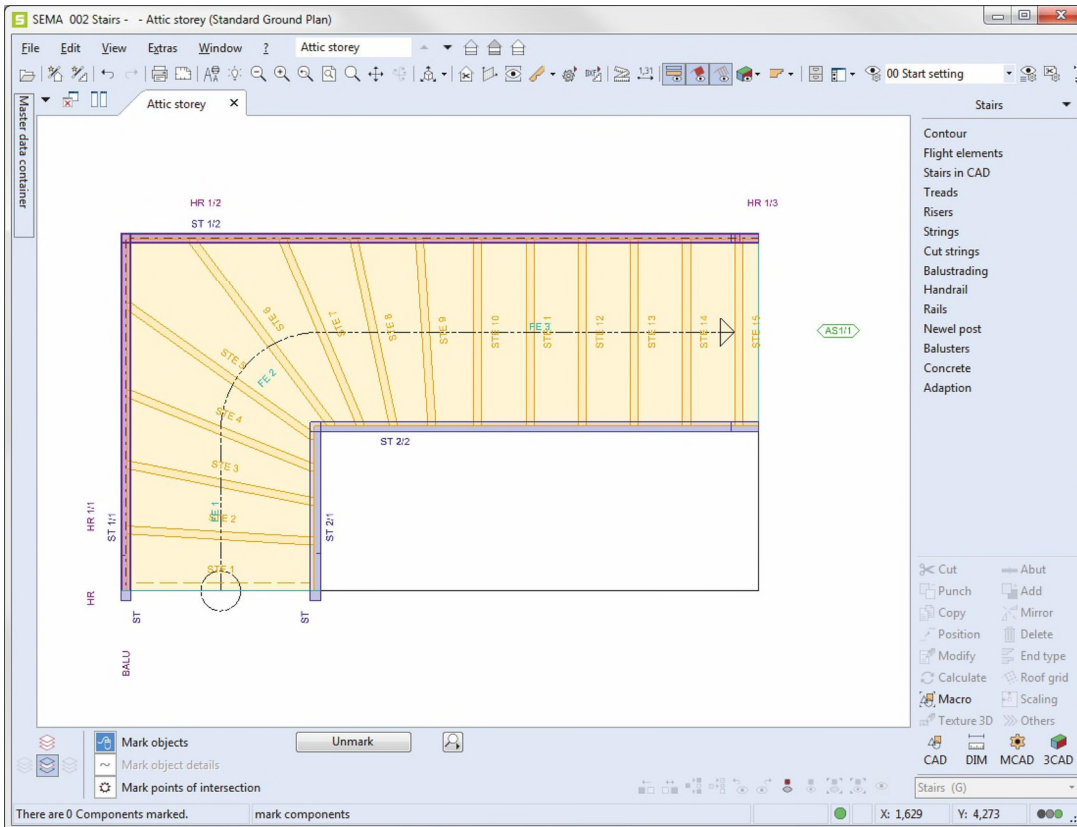 SEMA 002 Stairs - - Attic storey (Standard Ground Plan)
File Edit View Extras Window ? Attic storey
1,31 00 Start setting
Master data container
Attic storey
Stairs
Contour
Flight elements
Stairs in CAD
Treads
Risers
Strings
Cut strings
Balustrading
Handrail
Rails
Newel post
Balusters
Concrete
Adaption
HR 1/2 HR 1/3
ST 1/2
STE 6 STE 7 STE 8 STE 9 STE 10 STE 11 STE 12 STE 13 STE 14 STE 15
FE 3
AS1/1
STE 5
FE 2
STE 4
ST 2/2
STE 3
HR 1/1 ST 1/1 FE 1 STE 2 ST 2/1
STE 1
HR ST ST
BALU
Cut Abut
Punch Add
Copy Mirror
Position Delete
Modify End type
Calculate Roof grid
Macro Scaling
Texture 3D Others
CAD DIM MCAD 3CAD
Stairs (G)
Mark objects Unmark
Mark object details
Mark points of intersection
There are 0 Components marked. mark components X: 1,629 Y: 4,273